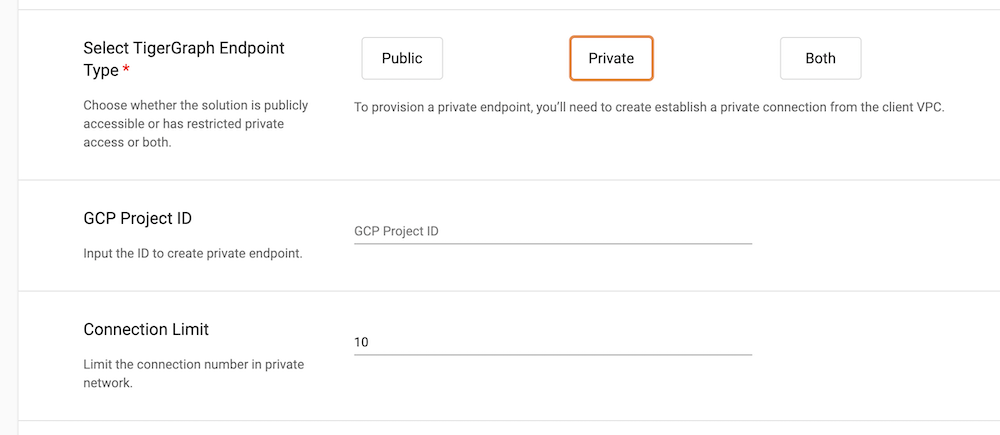 Select TigerGraph Endpoint
Type *
Public
Private
Both
Choose whether the solution is publicly
accessible or has restricted private
access or both.
To provision a private endpoint, you’ll need to create establish a private connection from the client VPC.
GCP Project ID
Input the ID to create private endpoint.
GCP Project ID
Connection Limit
Limit the connection number in private
network.
10